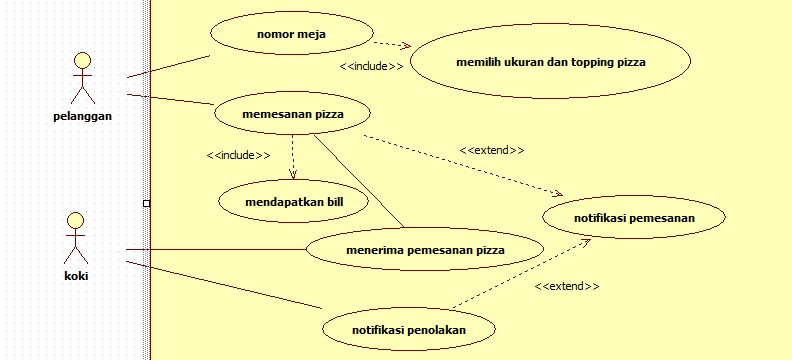 nomor meja
<<include>>
memilih ukuran dan topping pizza
pelanggan
memesanan pizza
<<include>>
<<extend>>
mendapatkan bill
notifikasi pemesanan
menerima pemesanan pizza
koki
<<extend>>
notifikasi penolakan